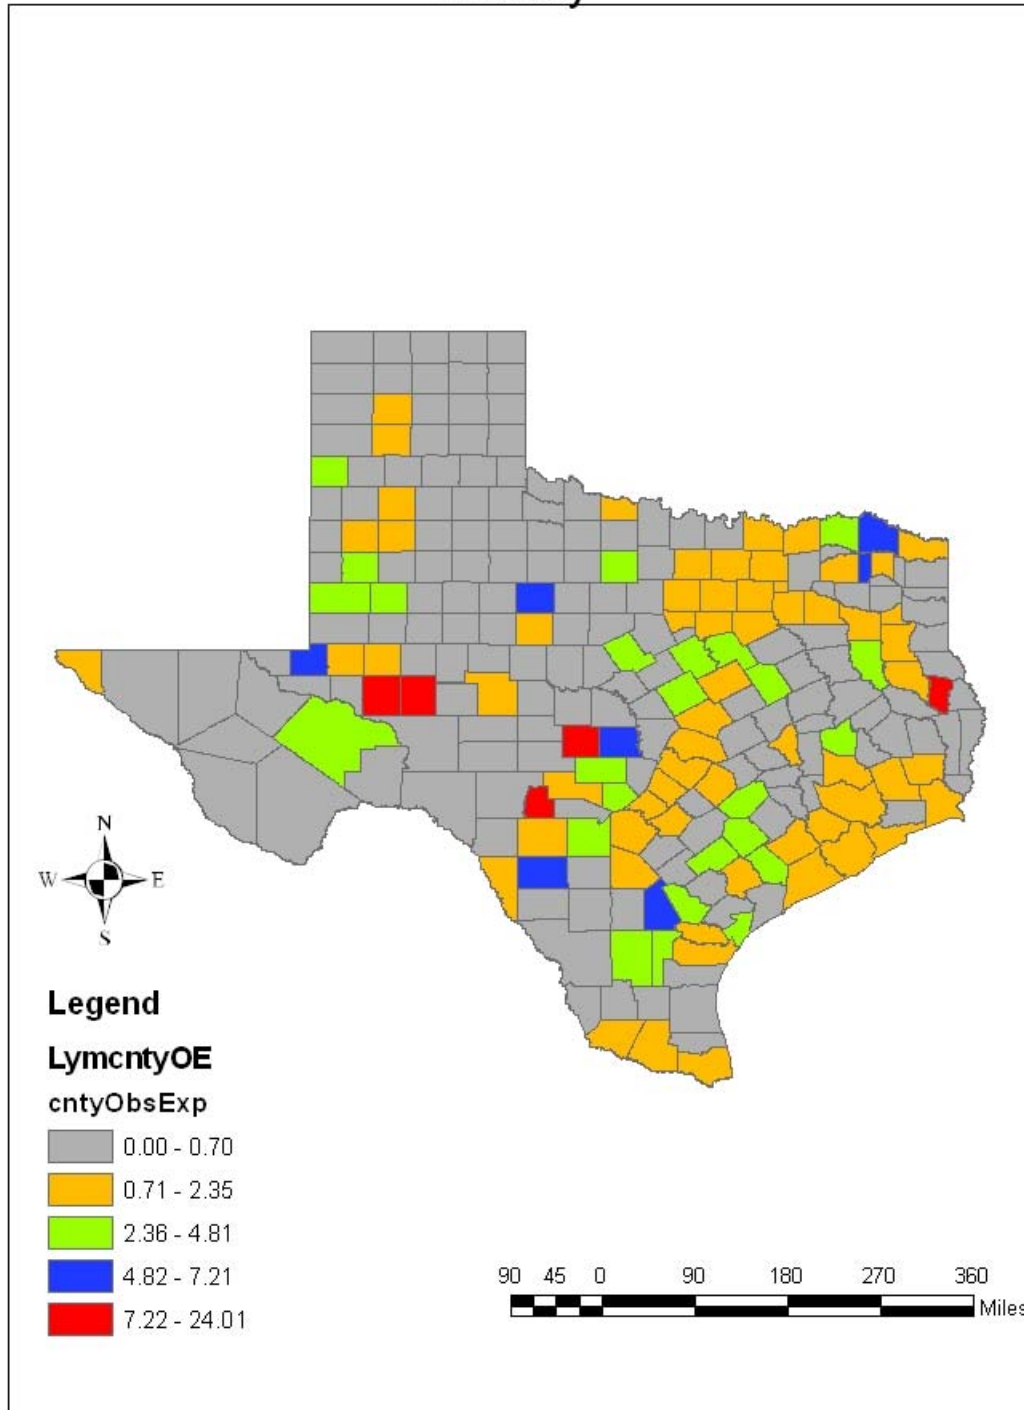 N
W E
S
Legend
LymcntyOE
cntyObsExp
0.00 - 0.70
0.71 - 2.35
2.36 - 4.81
4.82 - 7.21
7.22 - 24.01
90 45 0 90 180 270 360
Miles